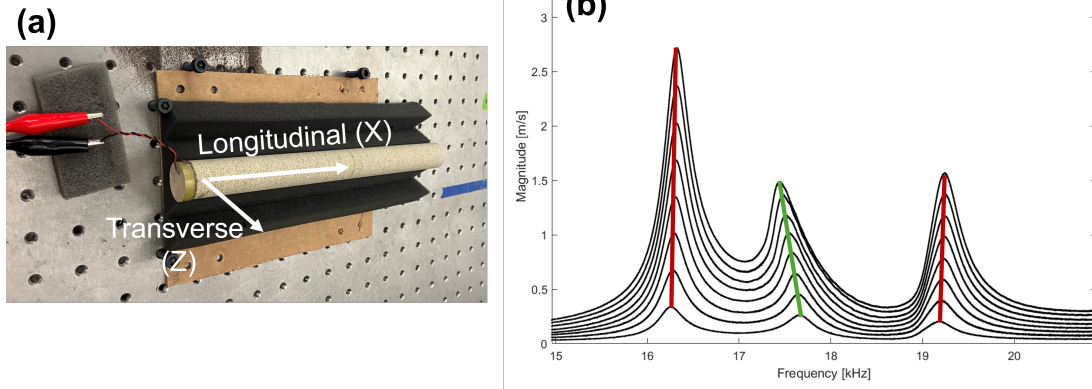 (a)
Longitudinal (X)
Transverse
(Z)
(b)
Magnitude [m/s]
3
2.5
2
1.5
1
0.5
0
15
16
17
18
19
20
Frequency [kHz]